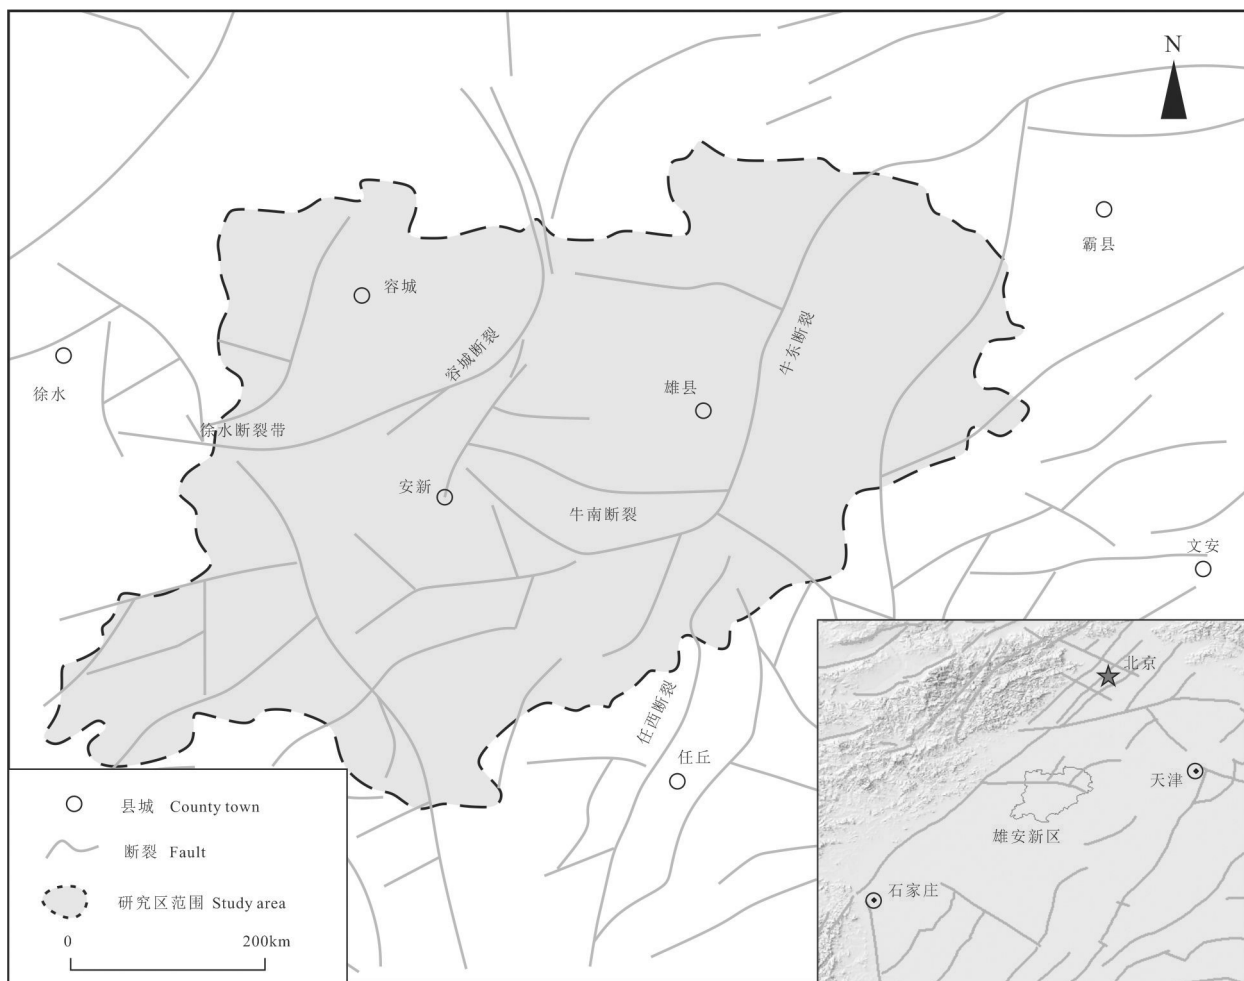 N
霸县
容城
容城断裂
牛东断裂
徐水
雄县
徐水断裂带
安新
牛南断裂
文安
任西断裂
任丘
北京
天津
雄安新区
石家庄
县城 County town
断裂 Fault
研究区范围 Study area
0 200km